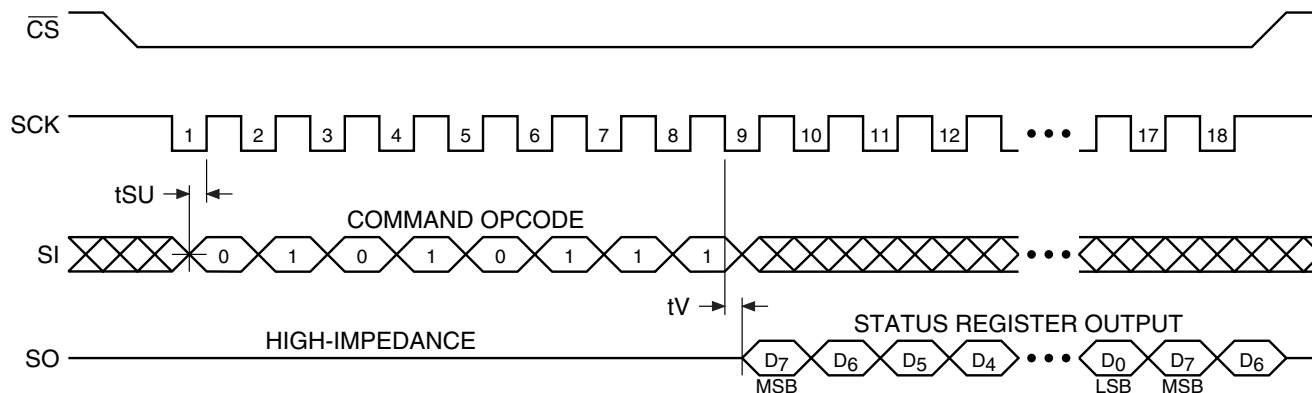 CS
SCK 1 2 3 4 5 6 7 8 9 10 11 12 17 18
tSU
COMMAND OPCODE
SI 0 1 0 1 0 1 1 1
tV
HIGH-IMPEDANCE
STATUS REGISTER OUTPUT
SO D7 D6 D5 D4 D0 D7 D6
MSB LSB MSB